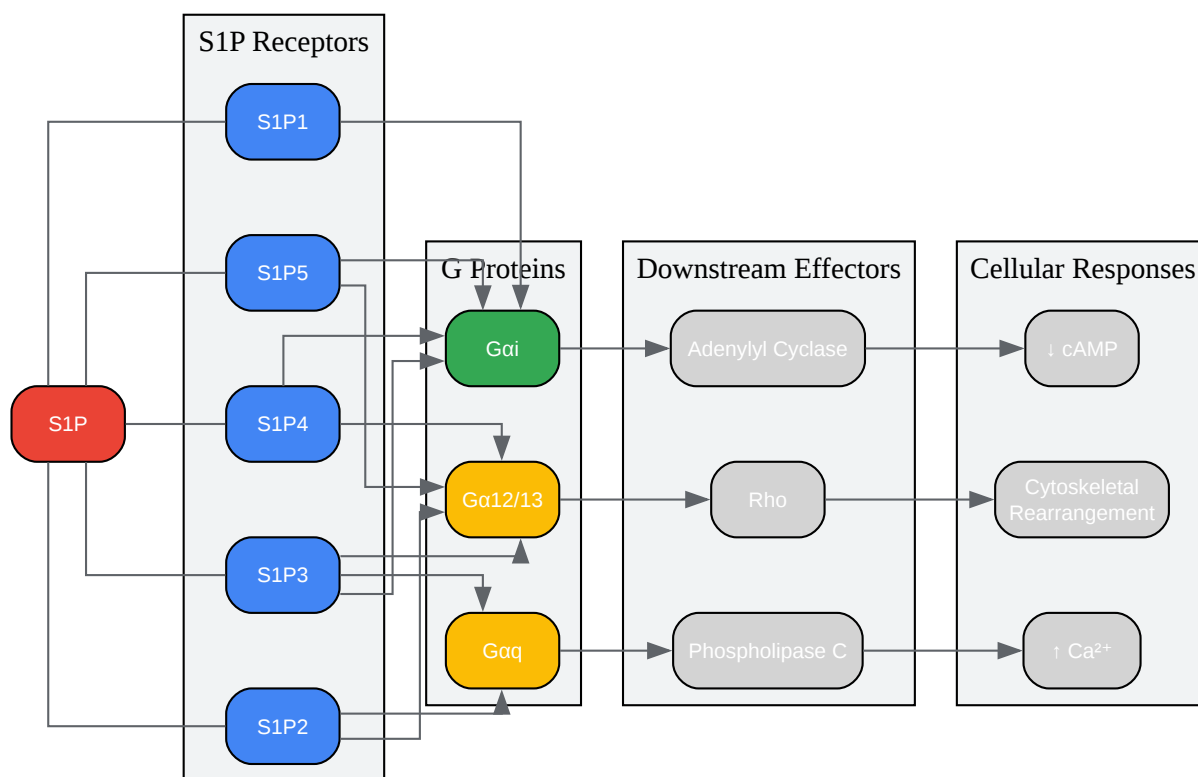 S1P Receptors
S1P1
S1P5
G Proteins
Downstream Effectors
Cellular Responses
Gαi
Adenylyl Cyclase
↓ cAMP
S1P
S1P4
Gα12/13
Rho
Cytoskeletal
Rearrangement
S1P3
Gαq
Phospholipase C
↑ Ca²⁺
S1P2